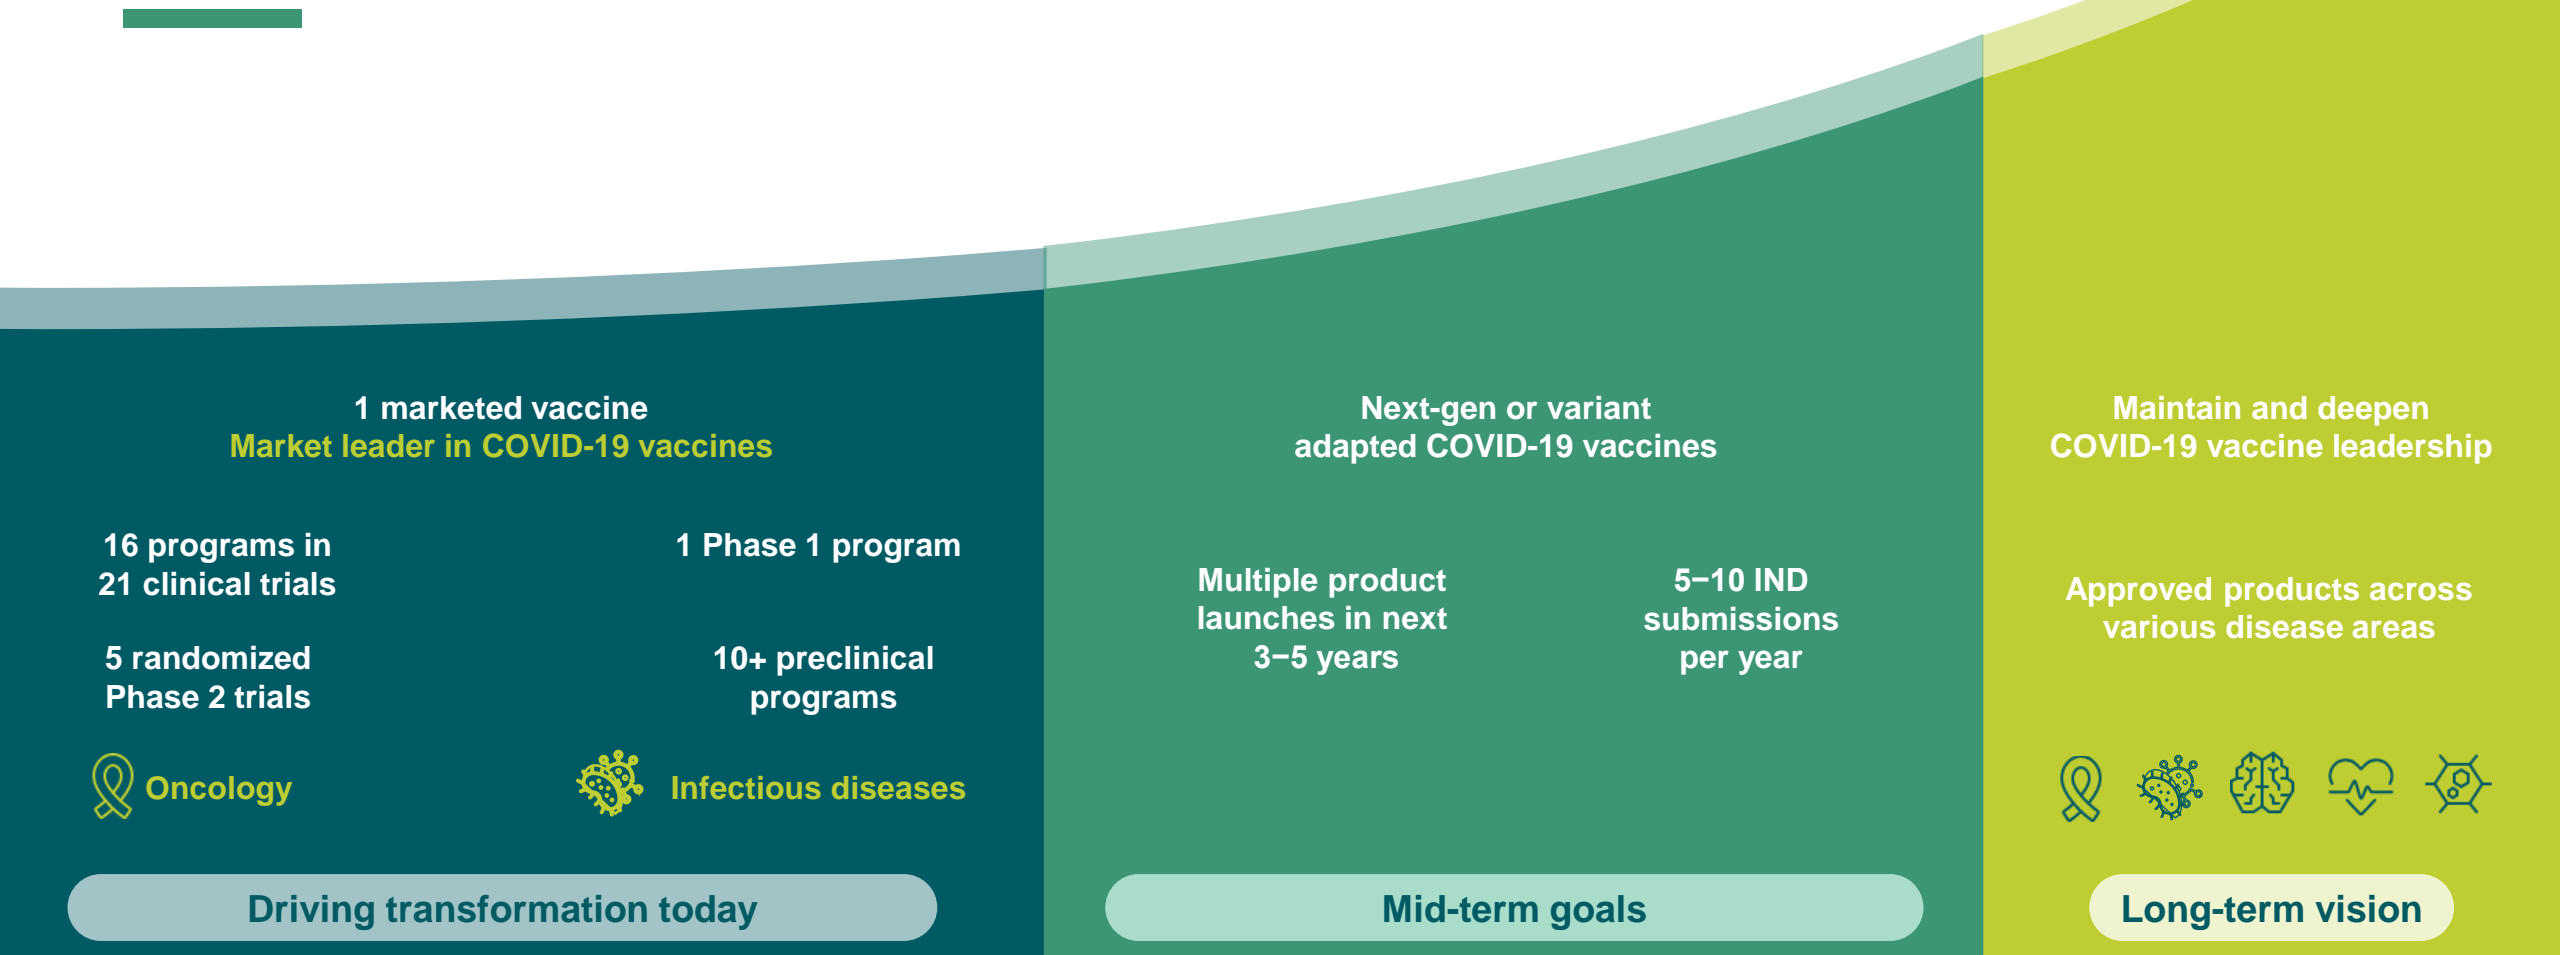 1 marketed vaccine
Market leader in COVID-19 vaccines
16 programs in
21 clinical trials
5 randomized
Phase 2 trials
Oncology
1 Phase 1 program
10+ preclinical
programs
Infectious diseases
Driving transformation today
Next-gen or variant
adapted COVID-19 vaccines
Multiple product
launches in next
3−5 years
5−10 IND
submissions
per year
Mid-term goals
Maintain and deepen
COVID-19 vaccine leadership
Approved products across
various disease areas
Long-term vision